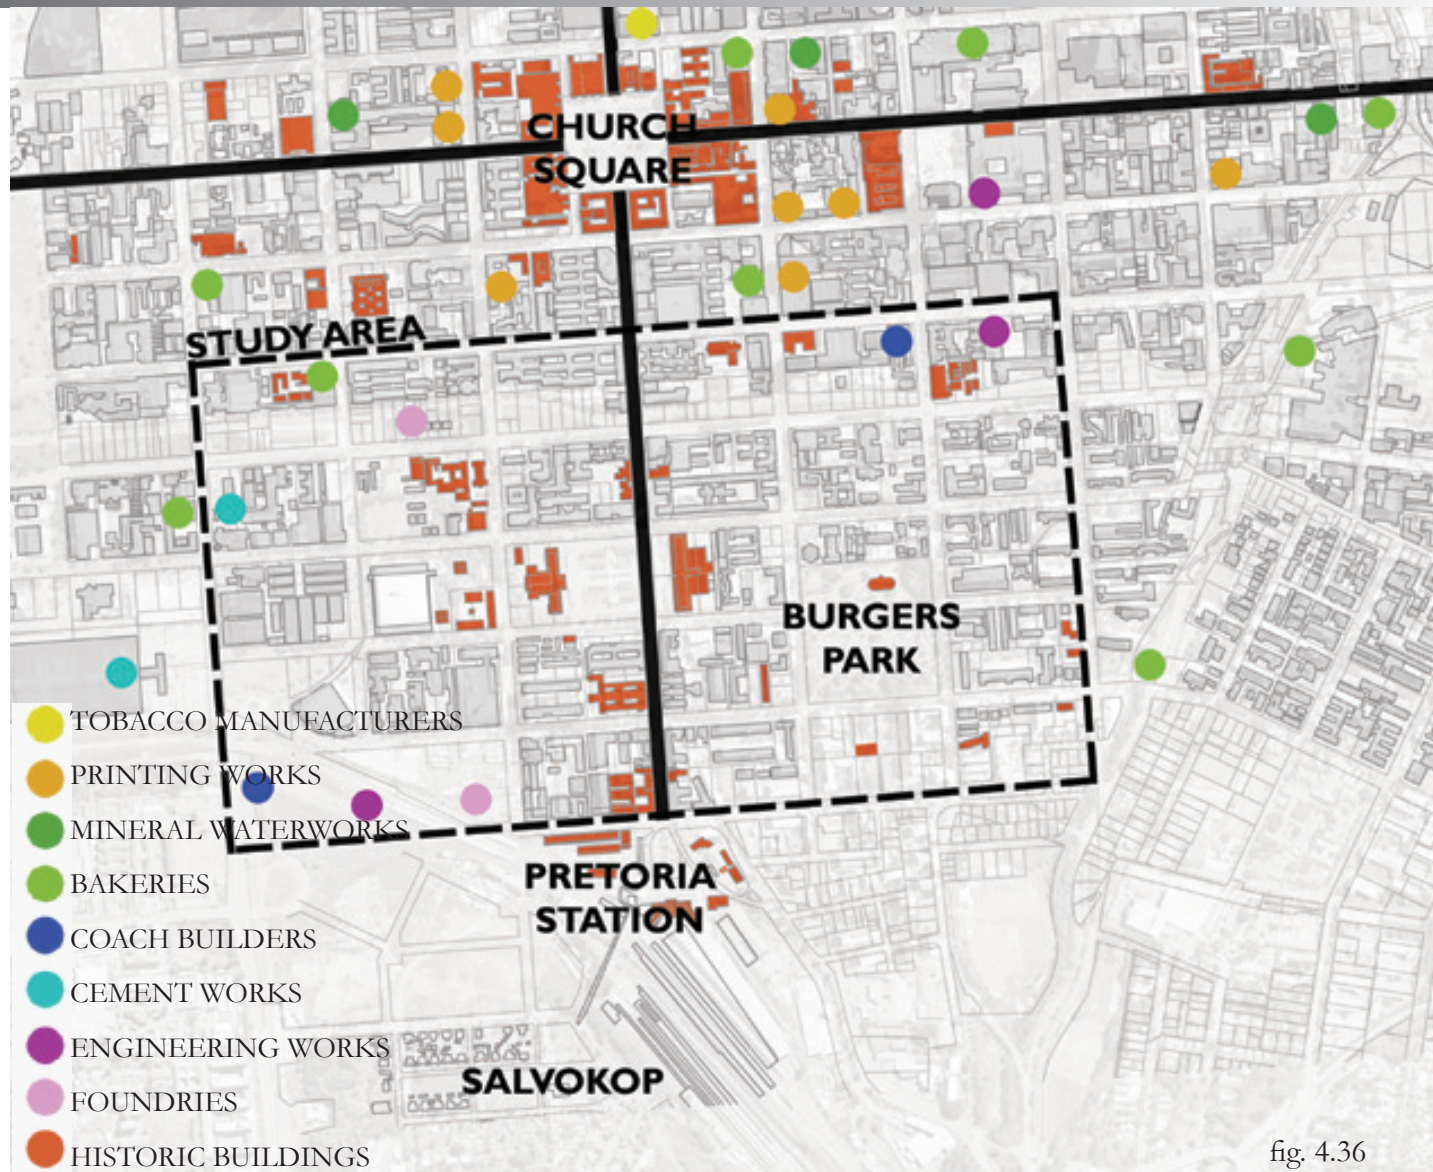 CHURCH
SQUARE
STUDY AREA
BURGERS
PARK
TOBACCO MANUFACTURERS
PRINTING WORKS
MINERAL WATERWORKS
BAKERIES
COACH BUILDERS
CEMENT WORKS
ENGINEERING WORKS
FOUNDRIES
HISTORIC BUILDINGS
PRETORIA
STATION
SALVOKOP
fig. 4.36